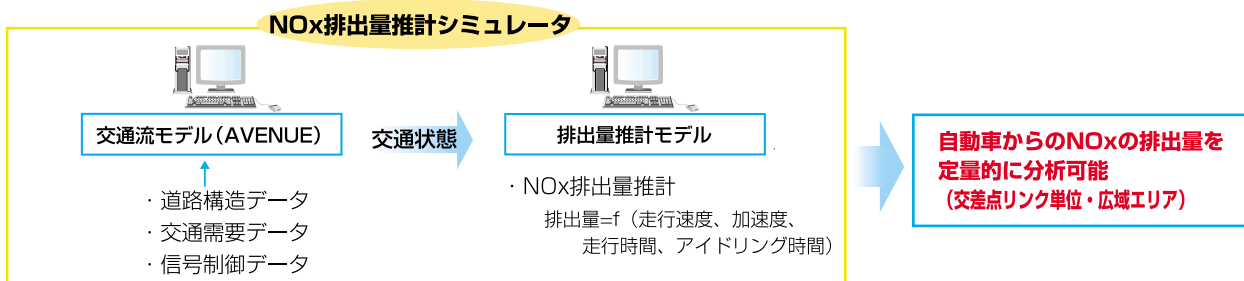 NOx排出量推計シミュレータ
交通流モデル(AVENUE)
・道路構造データ
・交通需要データ
・信号制御データ
交通状態
排出量推計モデル
・NOx排出量推計
排出量=f(走行速度、加速度、
走行時間、アイドリング時間)
自動車からのNOxの排出量を
定量的に分析可能
(交差点リンク単位・広域エリア)